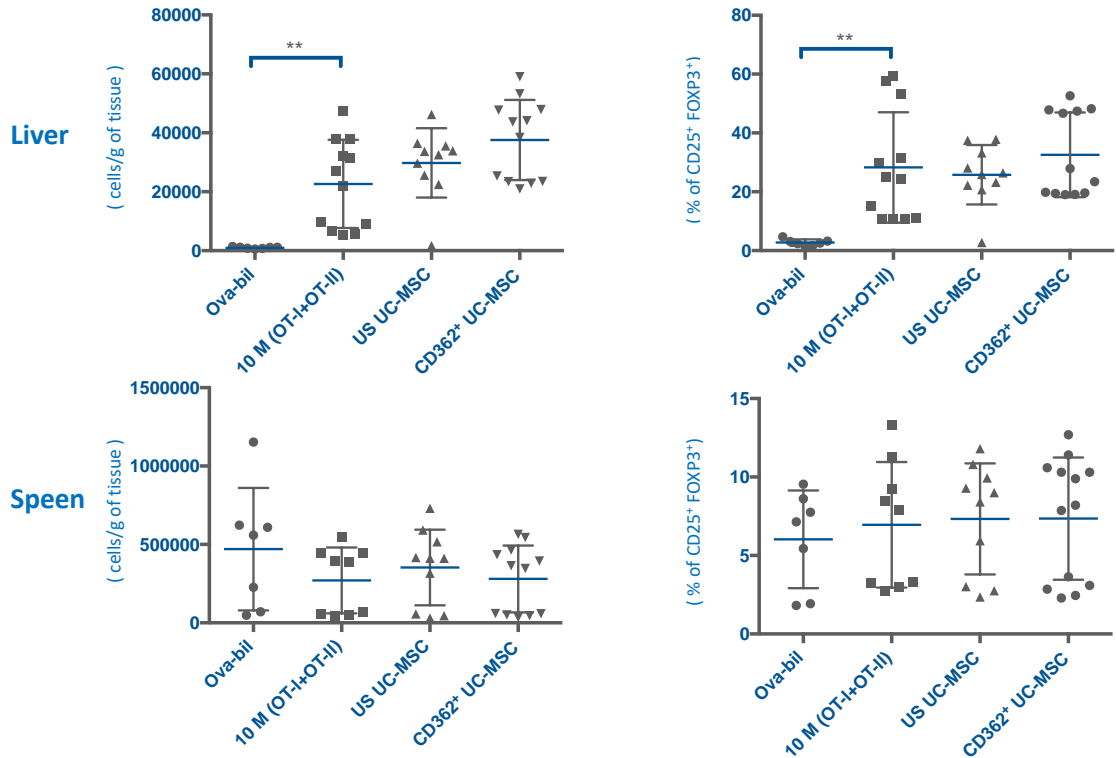 Liver
( cells/g of tissue )
80000
60000
40000
20000
0
**
Ova-bil
10 M (OT-I+OT-II)
US UC-MSC
CD362⁺ UC-MSC
( % of CD25⁺ FOXP3⁺)
80
60
40
20
0
**
Ova-bil
10 M (OT-I+OT-II)
US UC-MSC
CD362⁺ UC-MSC
Speen
( cells/g of tissue )
1500000
1000000
500000
0
Ova-bil
10 M (OT-I+OT-II)
US UC-MSC
CD362⁺ UC-MSC
( % of CD25⁺ FOXP3⁺)
15
10
5
0
Ova-bil
10 M (OT-I+OT-II)
US UC-MSC
CD362⁺ UC-MSC